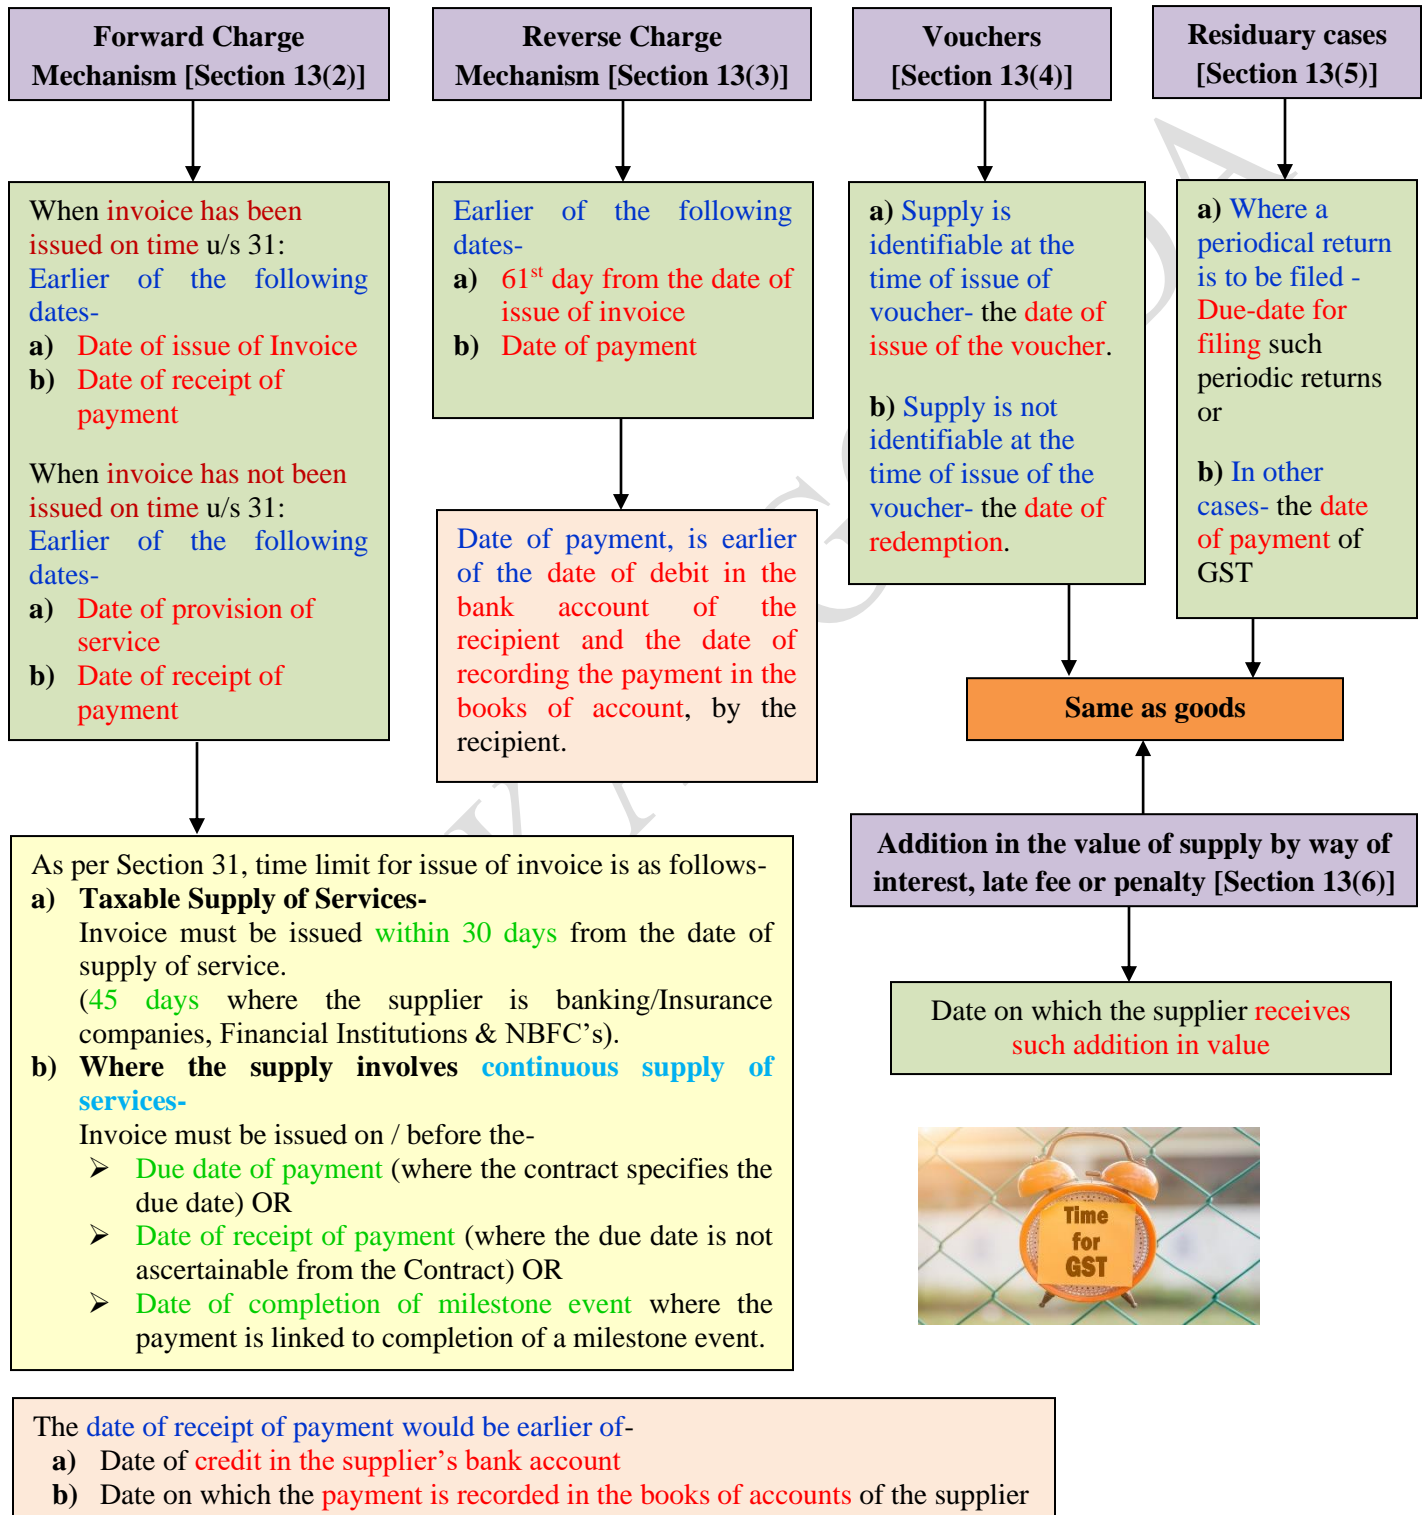 Forward Charge
Mechanism [Section 13(2)]
Reverse Charge
Mechanism [Section 13(3)]
Vouchers
[Section 13(4)]
Residuary cases
[Section 13(5)]
When invoice has been
issued on time u/s 31:
Earlier of the following
dates-
a) Date of issue of Invoice
b) Date of receipt of
payment
When invoice has not been
issued on time u/s 31:
Earlier of the following
dates-
a) Date of provision of
service
b) Date of receipt of
payment
Earlier of the following
dates-
a) 61st day from the date of
issue of invoice
b) Date of payment
Date of payment, is earlier
of the date of debit in the
bank account of the
recipient and the date of
recording the payment in the
books of account, by the
recipient.
a) Supply is
identifiable at the
time of issue of
voucher- the date of
issue of the voucher.
b) Supply is not
identifiable at the
time of issue of the
voucher- the date of
redemption.
a) Where a
periodical return
is to be filed -
Due-date for
filing such
periodic returns
or
b) In other
cases- the date
of payment of
GST
Same as goods
Addition in the value of supply by way of
interest, late fee or penalty [Section 13(6)]
Date on which the supplier receives
such addition in value
As per Section 31, time limit for issue of invoice is as follows-
a) Taxable Supply of Services-
Invoice must be issued within 30 days from the date of
supply of service.
(45 days where the supplier is banking/Insurance
companies, Financial Institutions & NBFC’s).
b) Where the supply involves continuous supply of
services-
Invoice must be issued on / before the-
➢ Due date of payment (where the contract specifies the
due date) OR
➢ Date of receipt of payment (where the due date is not
ascertainable from the Contract) OR
➢ Date of completion of milestone event where the
payment is linked to completion of a milestone event.
Time
for
GST
The date of receipt of payment would be earlier of-
a) Date of credit in the supplier’s bank account
b) Date on which the payment is recorded in the books of accounts of the supplier